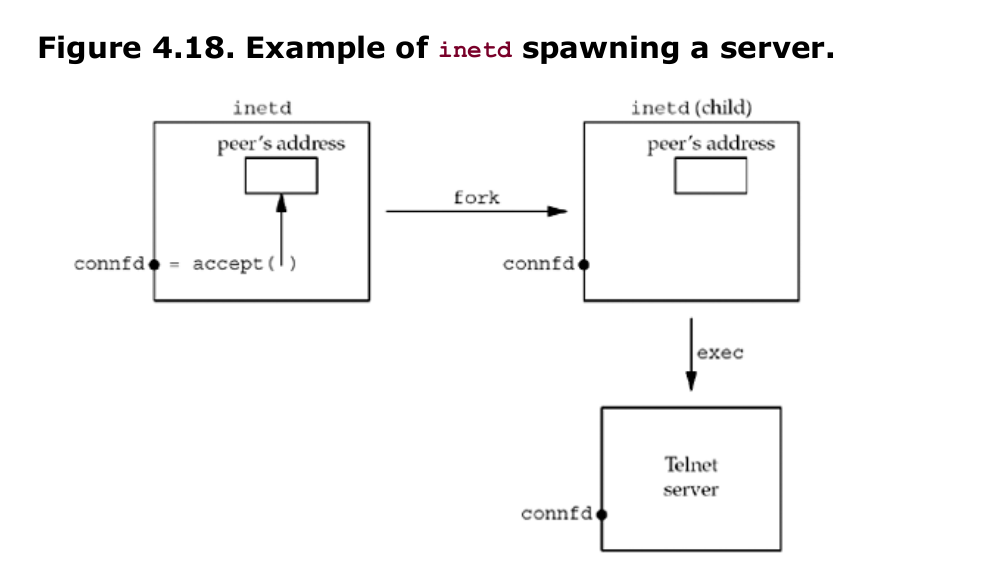 Figure 4.18. Example of inetd spawning a server.
inetd
inetd (child)
peer's address
peer's address
fork
connfd = accept( )
connfd
exec
Telnet
server
connfd